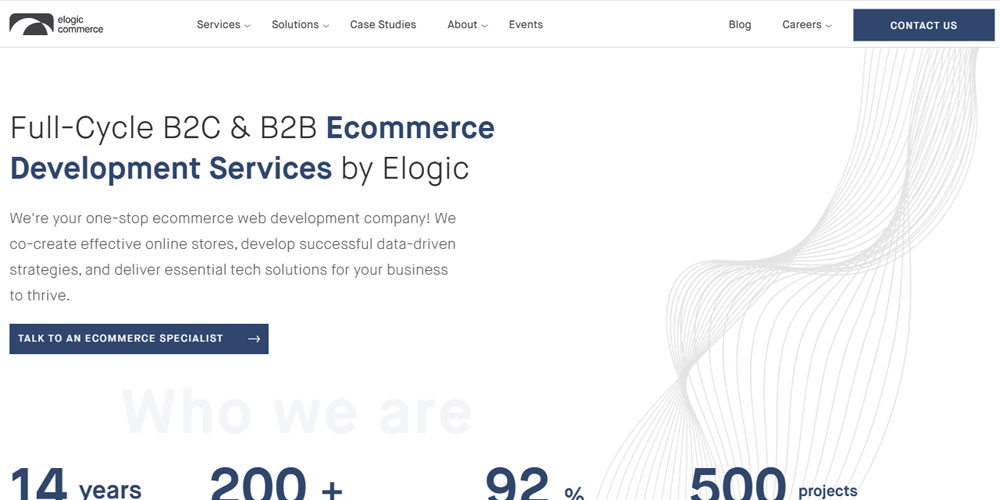 elogic
commerce
Services Solutions Case Studies About Events Blog Careers CONTACT US
Full-Cycle B2C & B2B Ecommerce
Development Services by Elogic
We're your one-stop ecommerce web development company! We
co-create effective online stores, develop successful data-driven
strategies, and deliver essential tech solutions for your business
to thrive.
TALK TO AN ECOMMERCE SPECIALIST →
Who we are
14 years 200 + 92 % 500 projects